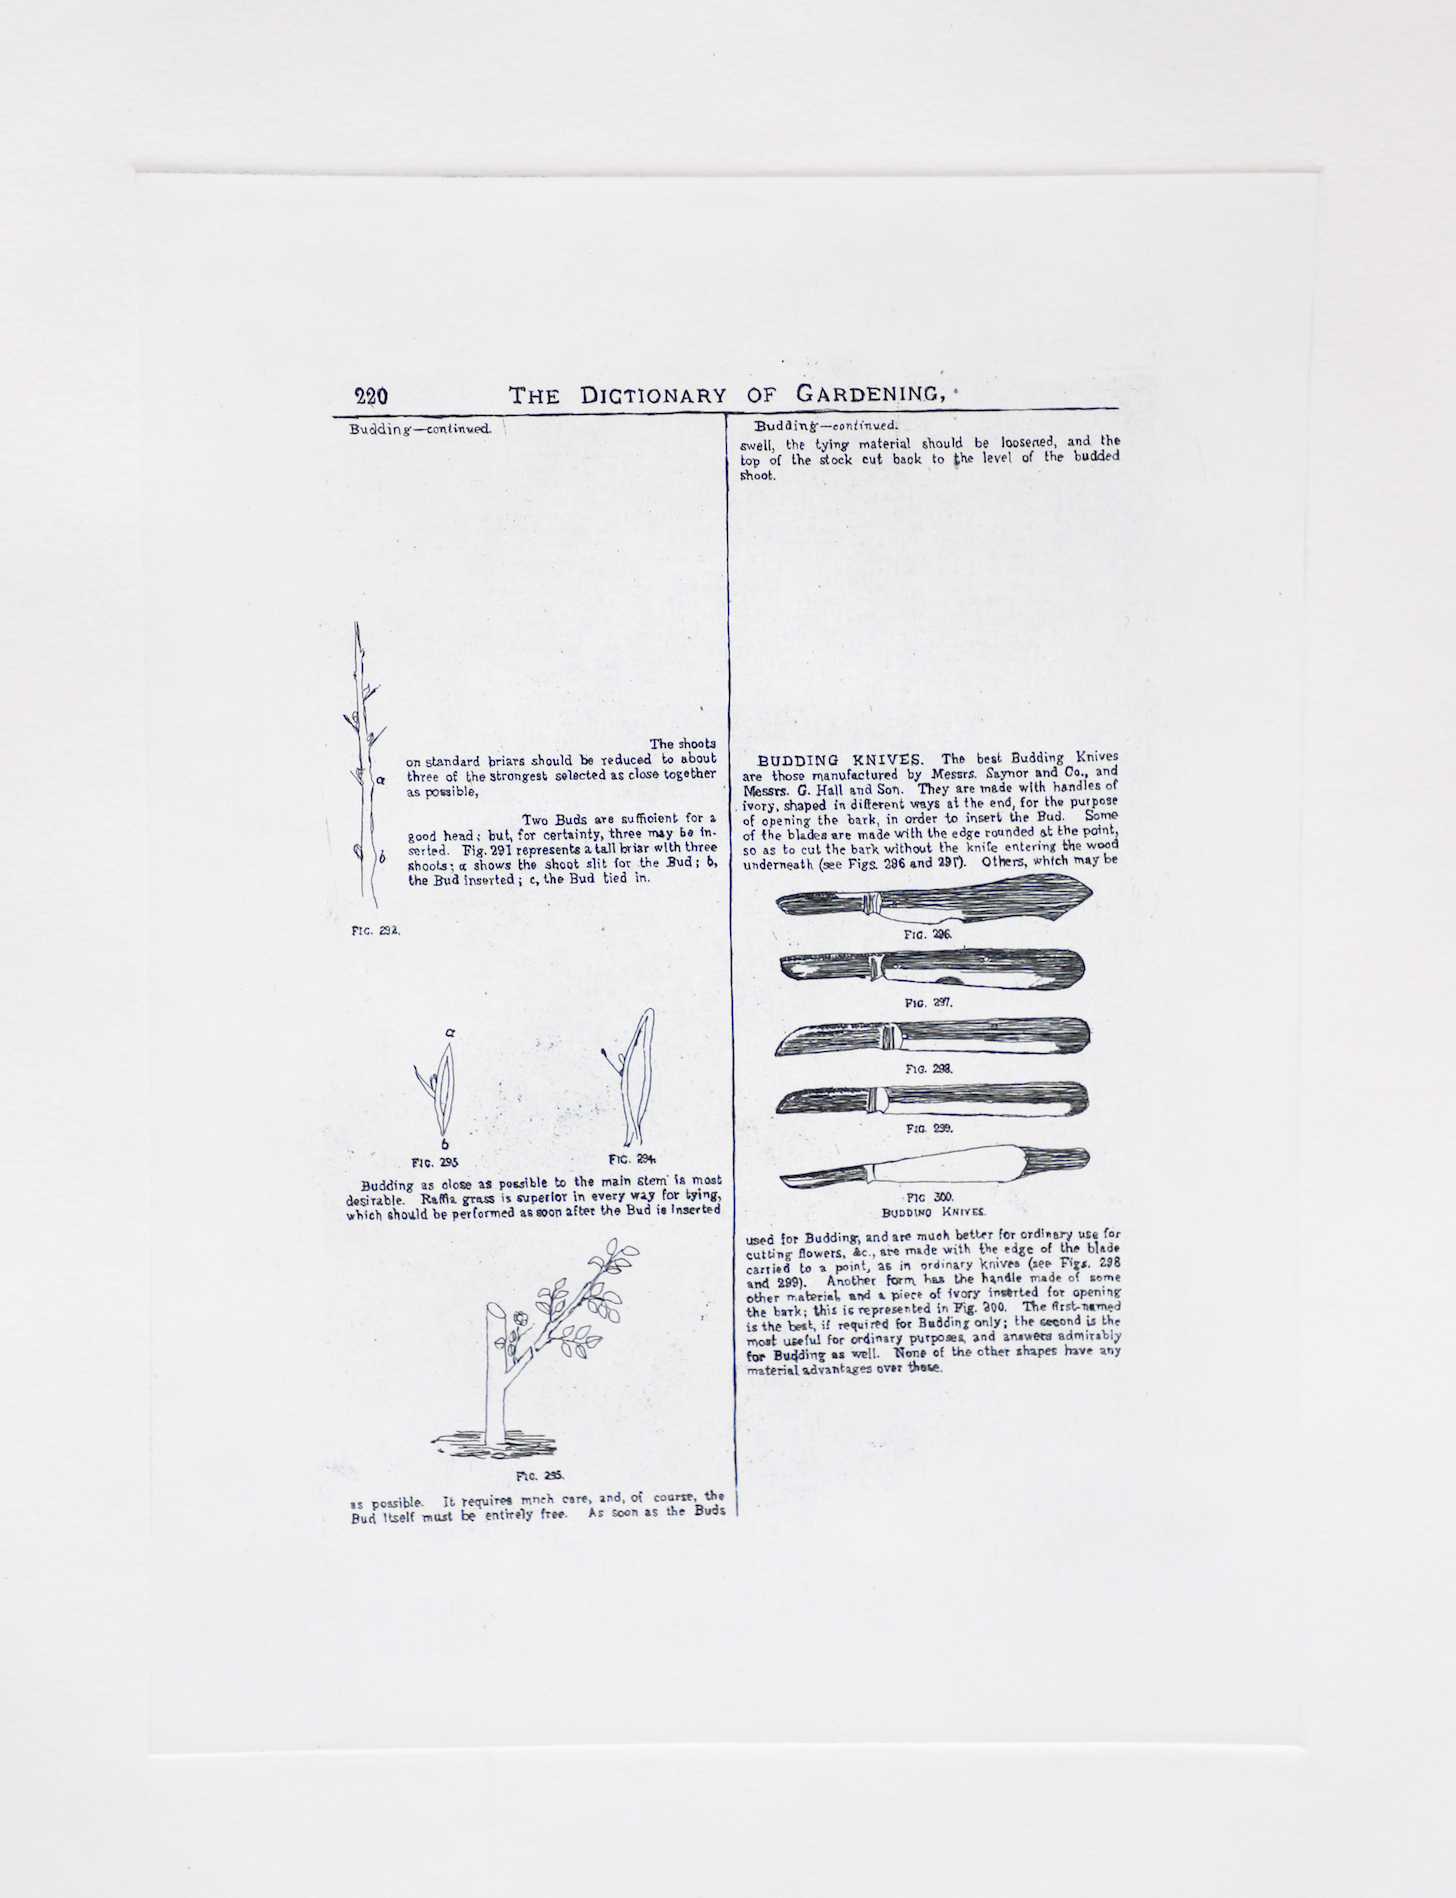 220 THE DICTIONARY OF GARDENING,
Budding—continued.
The shoots
on standard briars should be reduced to about
three of the strongest selected as close together
as possible,
Two Buds are sufficient for a
good head; but, for certainty, three may be in-
serted. Fig. 291 represents a tall briar with three
shoots; a shows the shoot slit for the Bud; b,
the Bud inserted; c, the Bud tied in.
a
b
FIG. 292.
a
b
FIG. 293
FIG. 294.
Budding as close as possible to the main stem is most
desirable. Raffia grass is superior in every way for tying,
which should be performed as soon after the Bud is inserted
FIG. 295.
as possible. It requires mnch care, and, of course, the
Bud itself must be entirely free. As soon as the Buds
Budding—continued.
swell, the tying material should be loosened, and the
top of the stock cut back to the level of the budded
shoot.
BUDDING KNIVES. The best Budding Knives
are those manufactured by Messrs. Saynor and Co., and
Messrs. G. Hall and Son. They are made with handles of
ivory, shaped in different ways at the end, for the purpose
of opening the bark, in order to insert the Bud. Some
of the blades are made with the edge rounded at the point,
so as to cut the bark without the knife entering the wood
underneath (see Figs. 296 and 297). Others, which may be
FIG. 296.
FIG. 297.
FIG. 298.
FIG. 299.
FIG 300.
BUDDING KNIVES.
used for Budding, and are much better for ordinary use for
cutting flowers, &c., are made with the edge of the blade
carried to a point, as in ordinary knives (see Figs. 298
and 299). Another form has the handle made of some
other material, and a piece of ivory inserted for opening
the bark; this is represented in Fig. 300. The first-named
is the best, if required for Budding only; the second is the
most useful for ordinary purposes, and answers admirably
for Budding as well. None of the other shapes have any
material advantages over these.